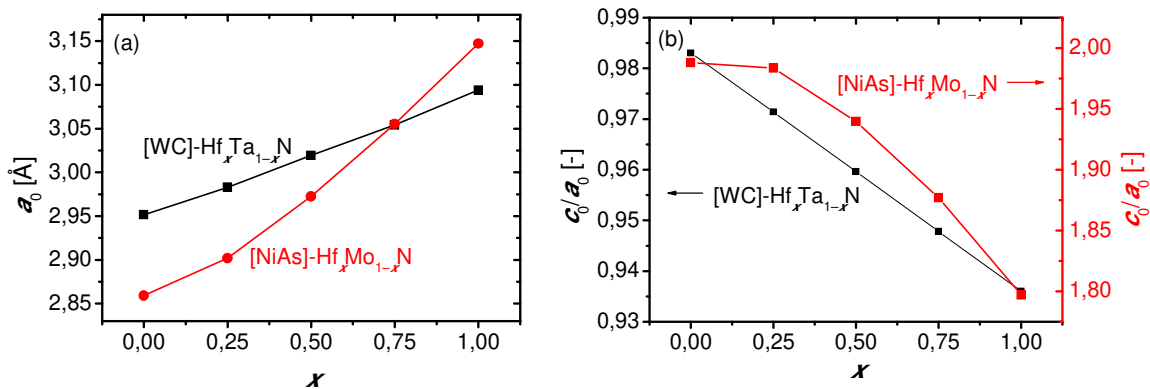 (a)
3,15
3,10
3,05
3,00
2,95
2,90
2,85
a₀ [Å]
[WC]-HfₓTa₁₋ₓN
[NiAs]-HfₓMo₁₋ₓN
0,00 0,25 0,50 0,75 1,00
x
(b)
0,99
0,98
0,97
0,96
0,95
0,94
0,93
c₀/a₀ [-]
[NiAs]-HfₓMo₁₋ₓN
[WC]-HfₓTa₁₋ₓN
2,00
1,95
1,90
1,85
1,80
c₀/a₀ [-]
0,00 0,25 0,50 0,75 1,00
x